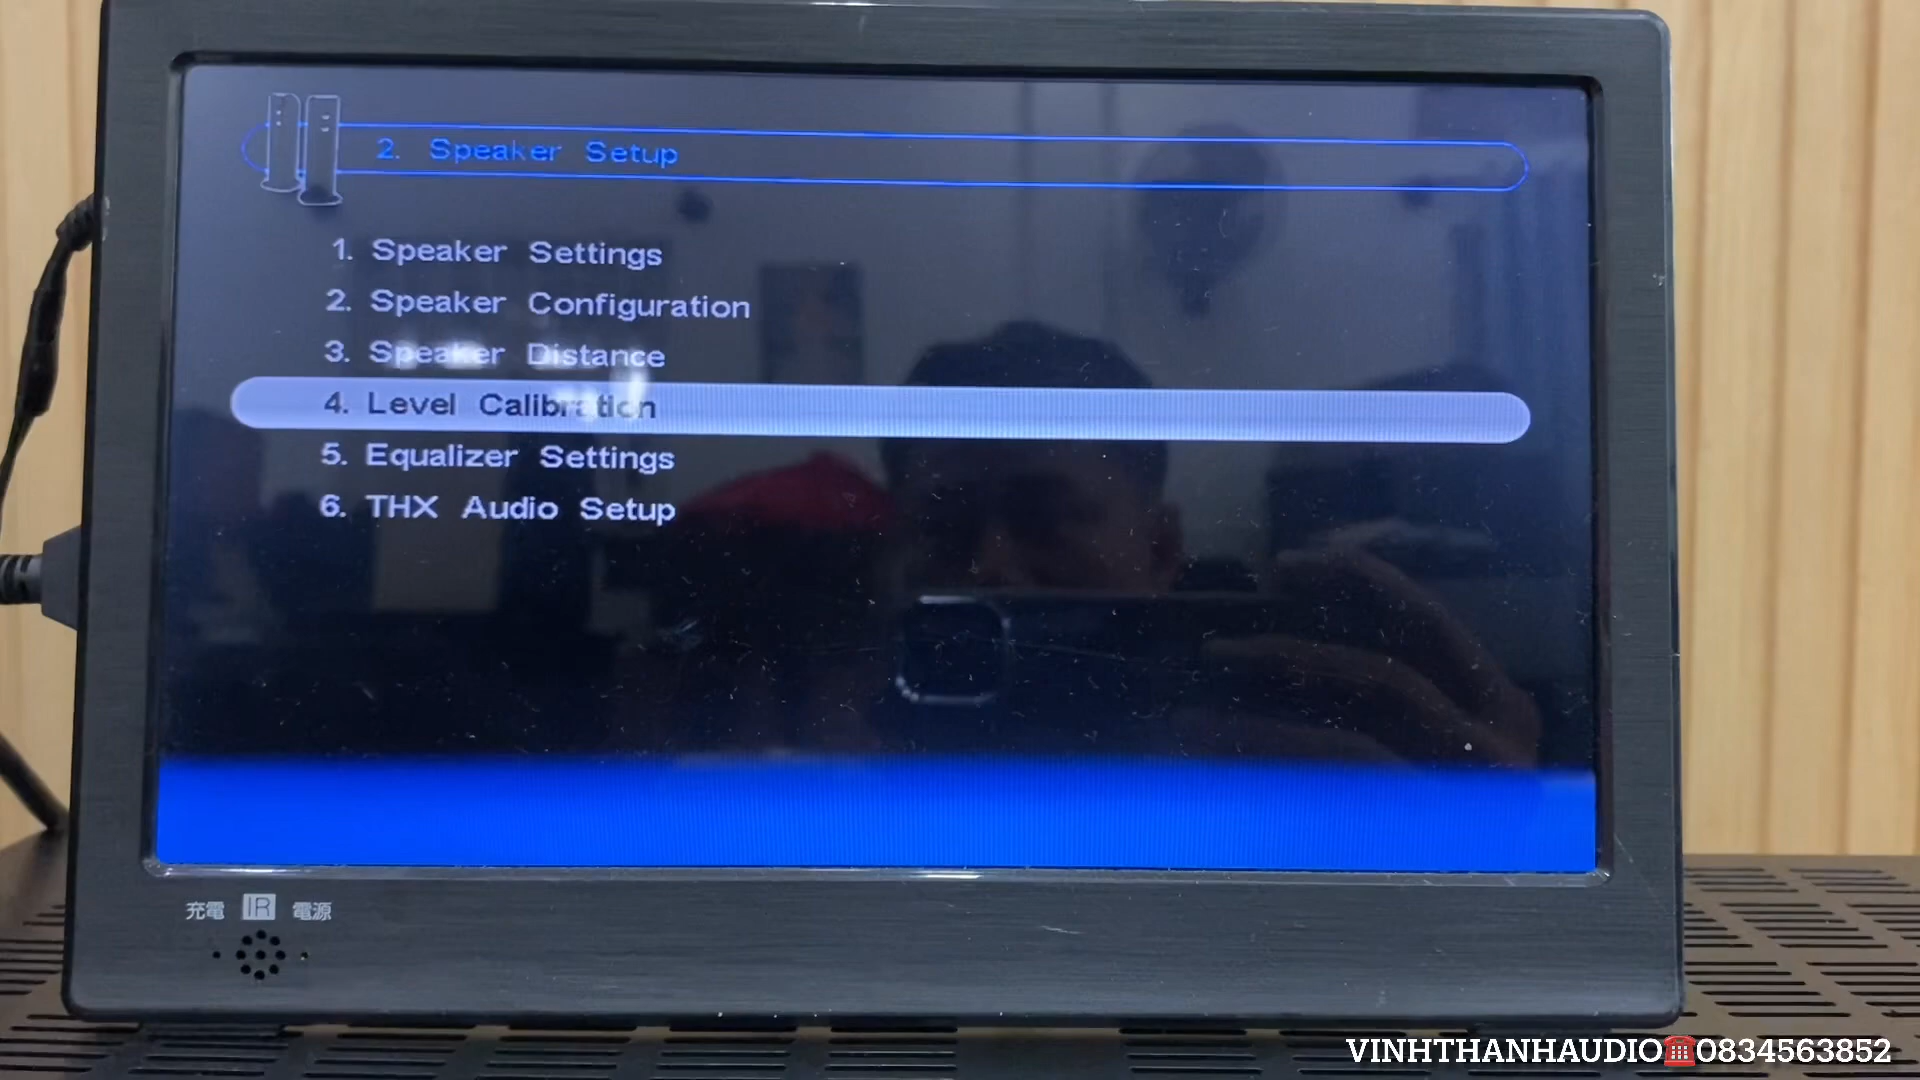 2. Speaker Setup
1. Speaker Settings
2. Speaker Configuration
3. Speaker Distance
4. Level Calibration
5. Equalizer Settings
6. THX Audio Setup
充電 IR 電源
VINHTHANHAUDIO☎️0834563852